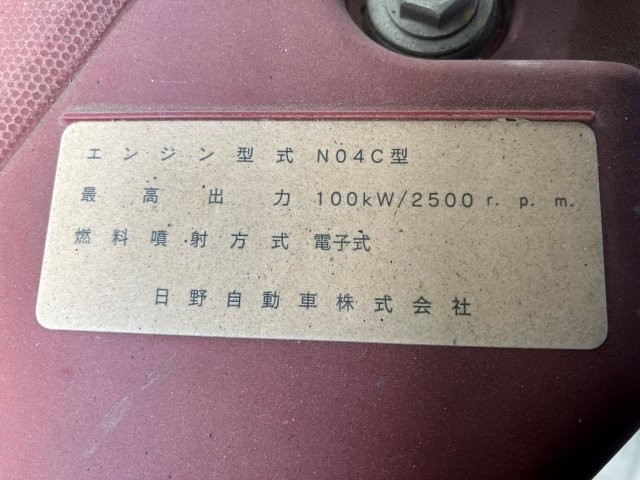 エンジン型式 N04C型
最高出力 100kW/2500 r. p. m.
燃料噴射方式 電子式
日野自動車株式会社